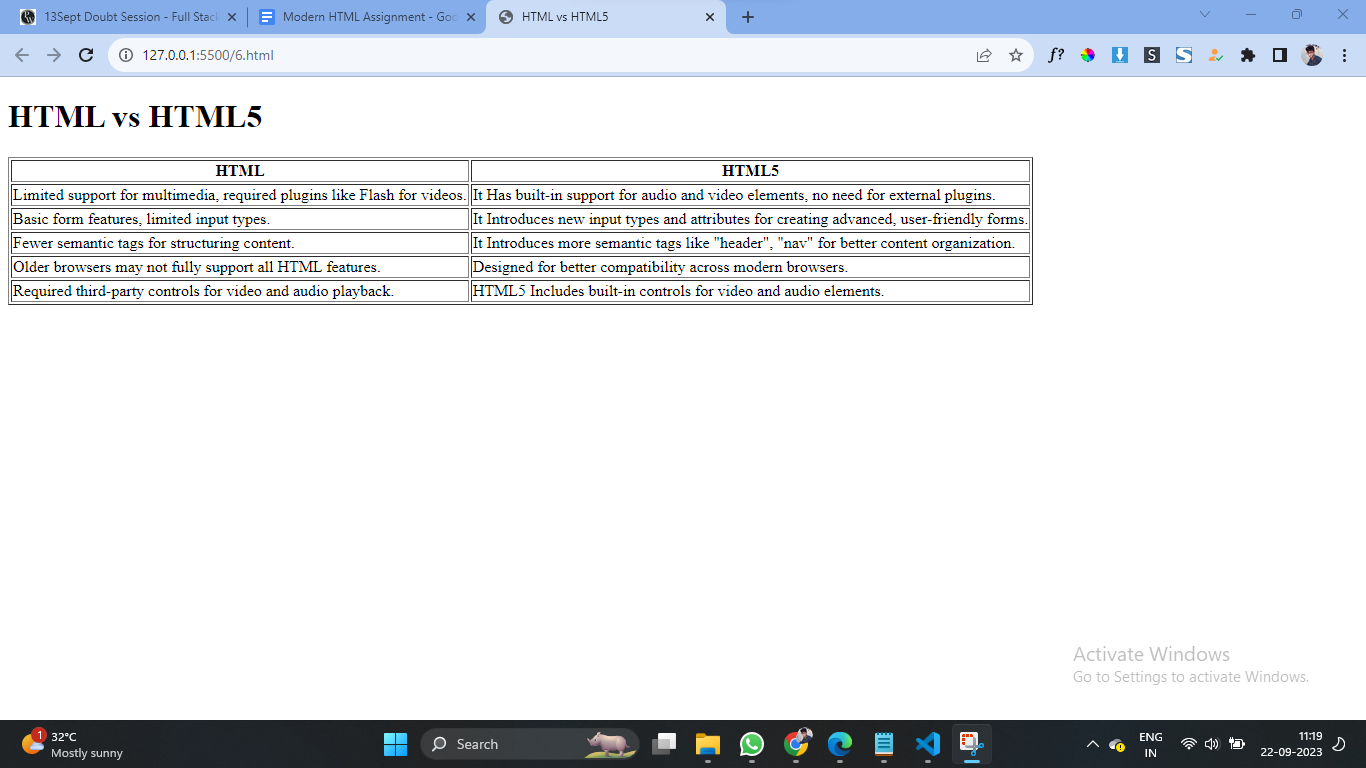 13Sept Doubt Session - Full Stac
Modern HTML Assignment - Goo
HTML vs HTML5
127.0.0.1:5500/6.html
f?
S
S
HTML vs HTML5
HTML HTML5
Limited support for multimedia, required plugins like Flash for videos. It Has built-in support for audio and video elements, no need for external plugins.
Basic form features, limited input types. It Introduces new input types and attributes for creating advanced, user-friendly forms.
Fewer semantic tags for structuring content. It Introduces more semantic tags like "header", "nav" for better content organization.
Older browsers may not fully support all HTML features. Designed for better compatibility across modern browsers.
Required third-party controls for video and audio playback. HTML5 Includes built-in controls for video and audio elements.
Activate Windows
Go to Settings to activate Windows.
1
32°C
Mostly sunny
Search
ENG
IN
11:19
22-09-2023